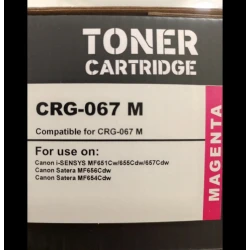 TONER
CARTRIDGE
CRG-067 M
Compatible for CRG-067 M
For use on:
Canon i-SENSYS MF651Cw/655Cdw/657Cdw
Canon Satera MF656Cdw
Canon Satera MF654Cdw
MAGENTA